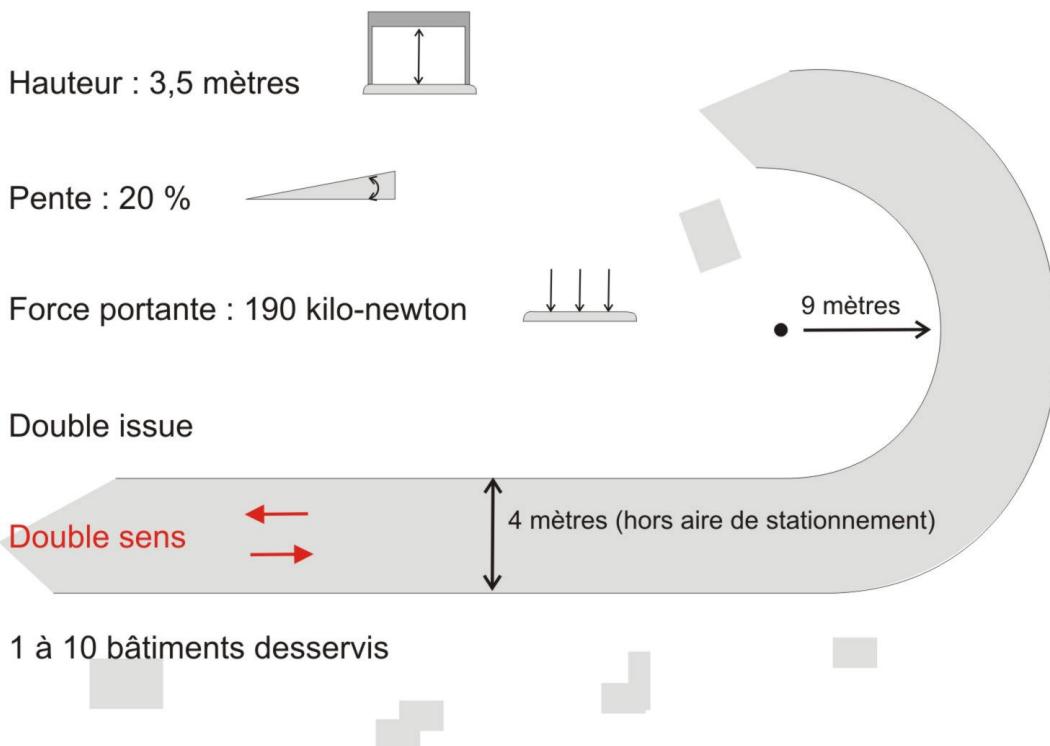 Hauteur : 3,5 mètres
Pente : 20 %
Force portante : 190 kilo-newton
9 mètres
Double issue
4 mètres (hors aire de stationnement)
Double sens
1 à 10 bâtiments desservis